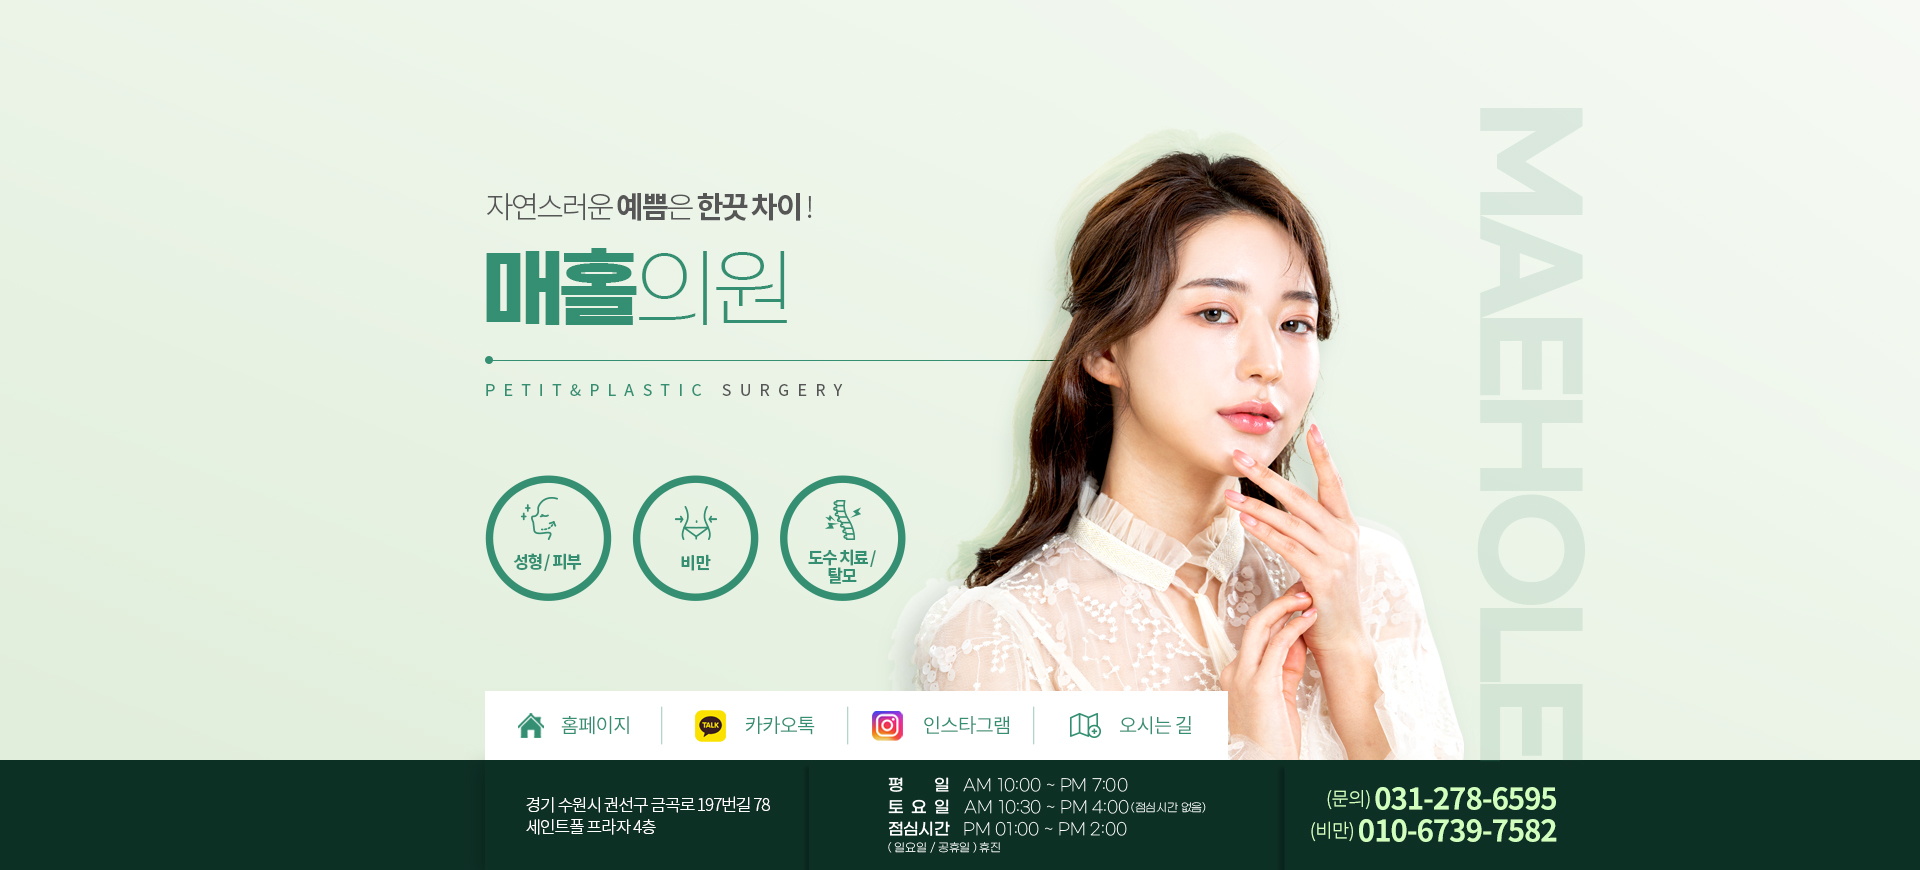 자연스러운 예쁨은 한끗 차이 !
매홀의원
PETIT&PLASTIC SURGERY
성형 / 피부
비만
도수 치료 /
탈모
MAEHOLE
홈페이지
TALK 카카오톡
인스타그램
오시는 길
경기 수원시 권선구 금곡로 197번길 78
세인트폴 프라자 4층
평 일 AM 10:00 ~ PM 7:00
토 요 일 AM 10:30 ~ PM 4:00 (점심시간 없음)
점심시간 PM 01:00 ~ PM 2:00
( 일요일 / 공휴일 ) 휴진
(문의) 031-278-6595
(비만) 010-6739-7582